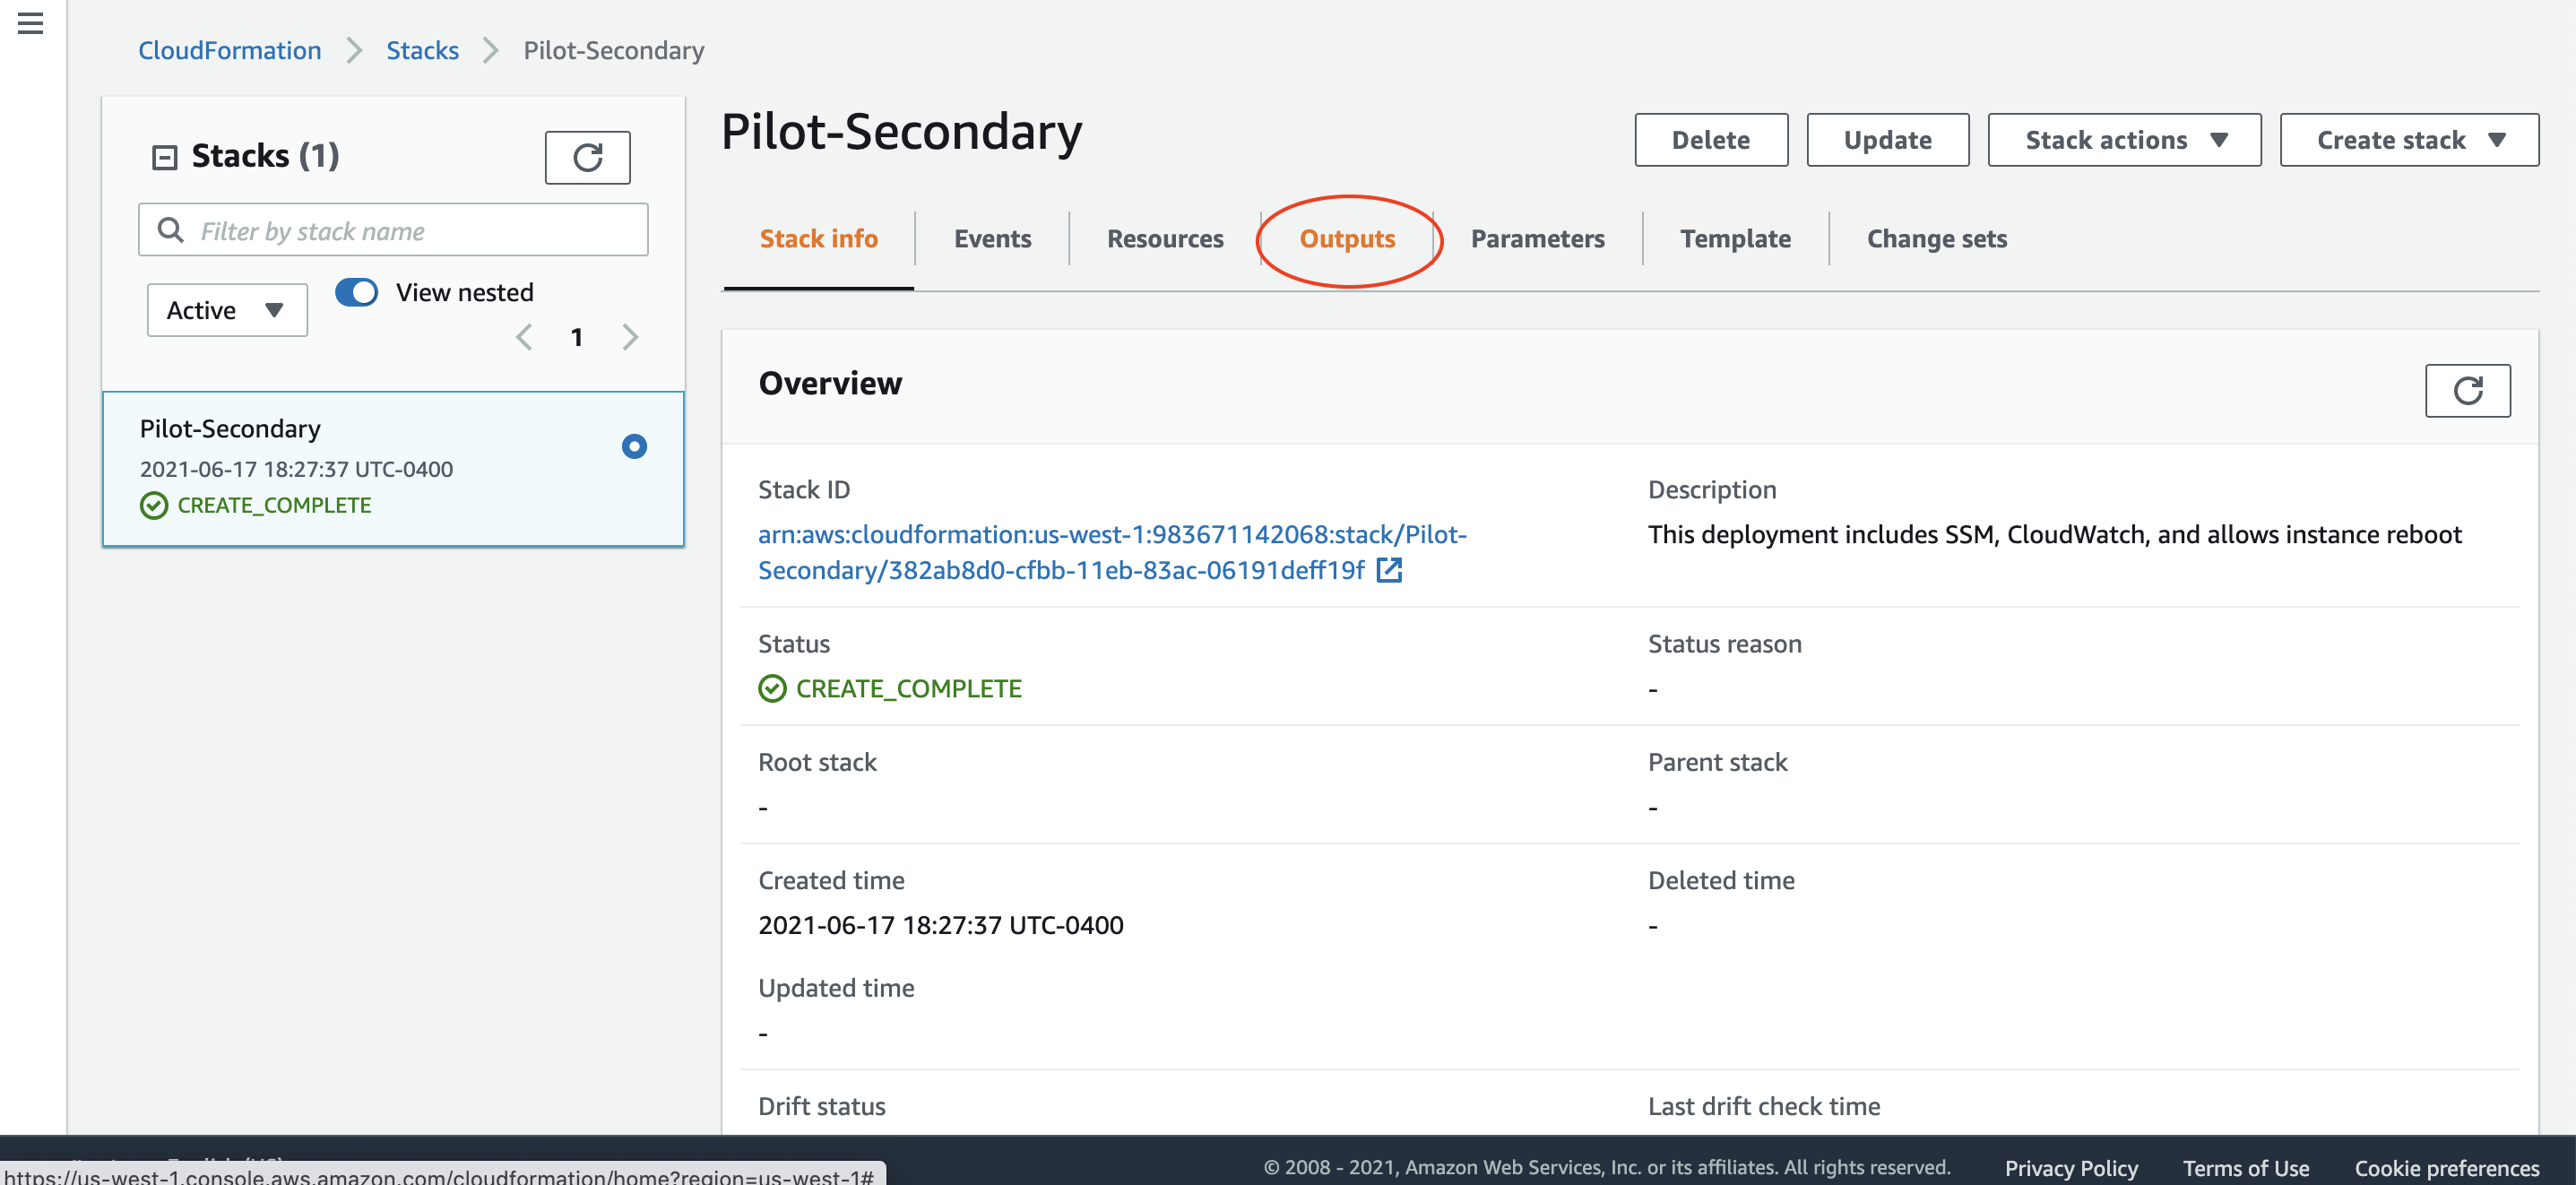 CloudFormation > Stacks > Pilot-Secondary
Stacks (1)
Filter by stack name
Active
View nested
1
Pilot-Secondary
2021-06-17 18:27:37 UTC-0400
CREATE_COMPLETE
Pilot-Secondary
Delete
Update
Stack actions
Create stack
Stack info
Events
Resources
Outputs
Parameters
Template
Change sets
Overview
Stack ID
arn:aws:cloudformation:us-west-1:983671142068:stack/Pilot-
Secondary/382ab8d0-cfbb-11eb-83ac-06191deff19f
Description
This deployment includes SSM, CloudWatch, and allows instance reboot
Status
CREATE_COMPLETE
Status reason
-
Root stack
-
Parent stack
-
Created time
2021-06-17 18:27:37 UTC-0400
Deleted time
-
Updated time
-
Drift status
Last drift check time
https://us-west-1.console.aws.amazon.com/cloudformation/home?region=us-west-1#
© 2008 - 2021, Amazon Web Services, Inc. or its affiliates. All rights reserved.
Privacy Policy
Terms of Use
Cookie preferences